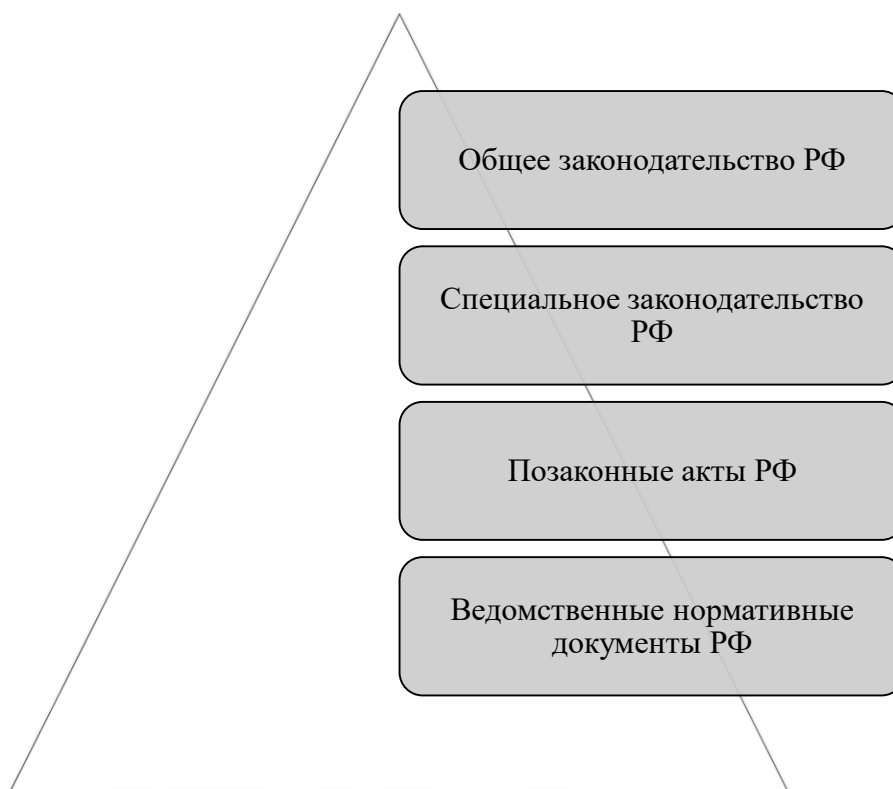 Общее законодательство РФ
Специальное законодательство
РФ
Позаконные акты РФ
Ведомственные нормативные
документы РФ